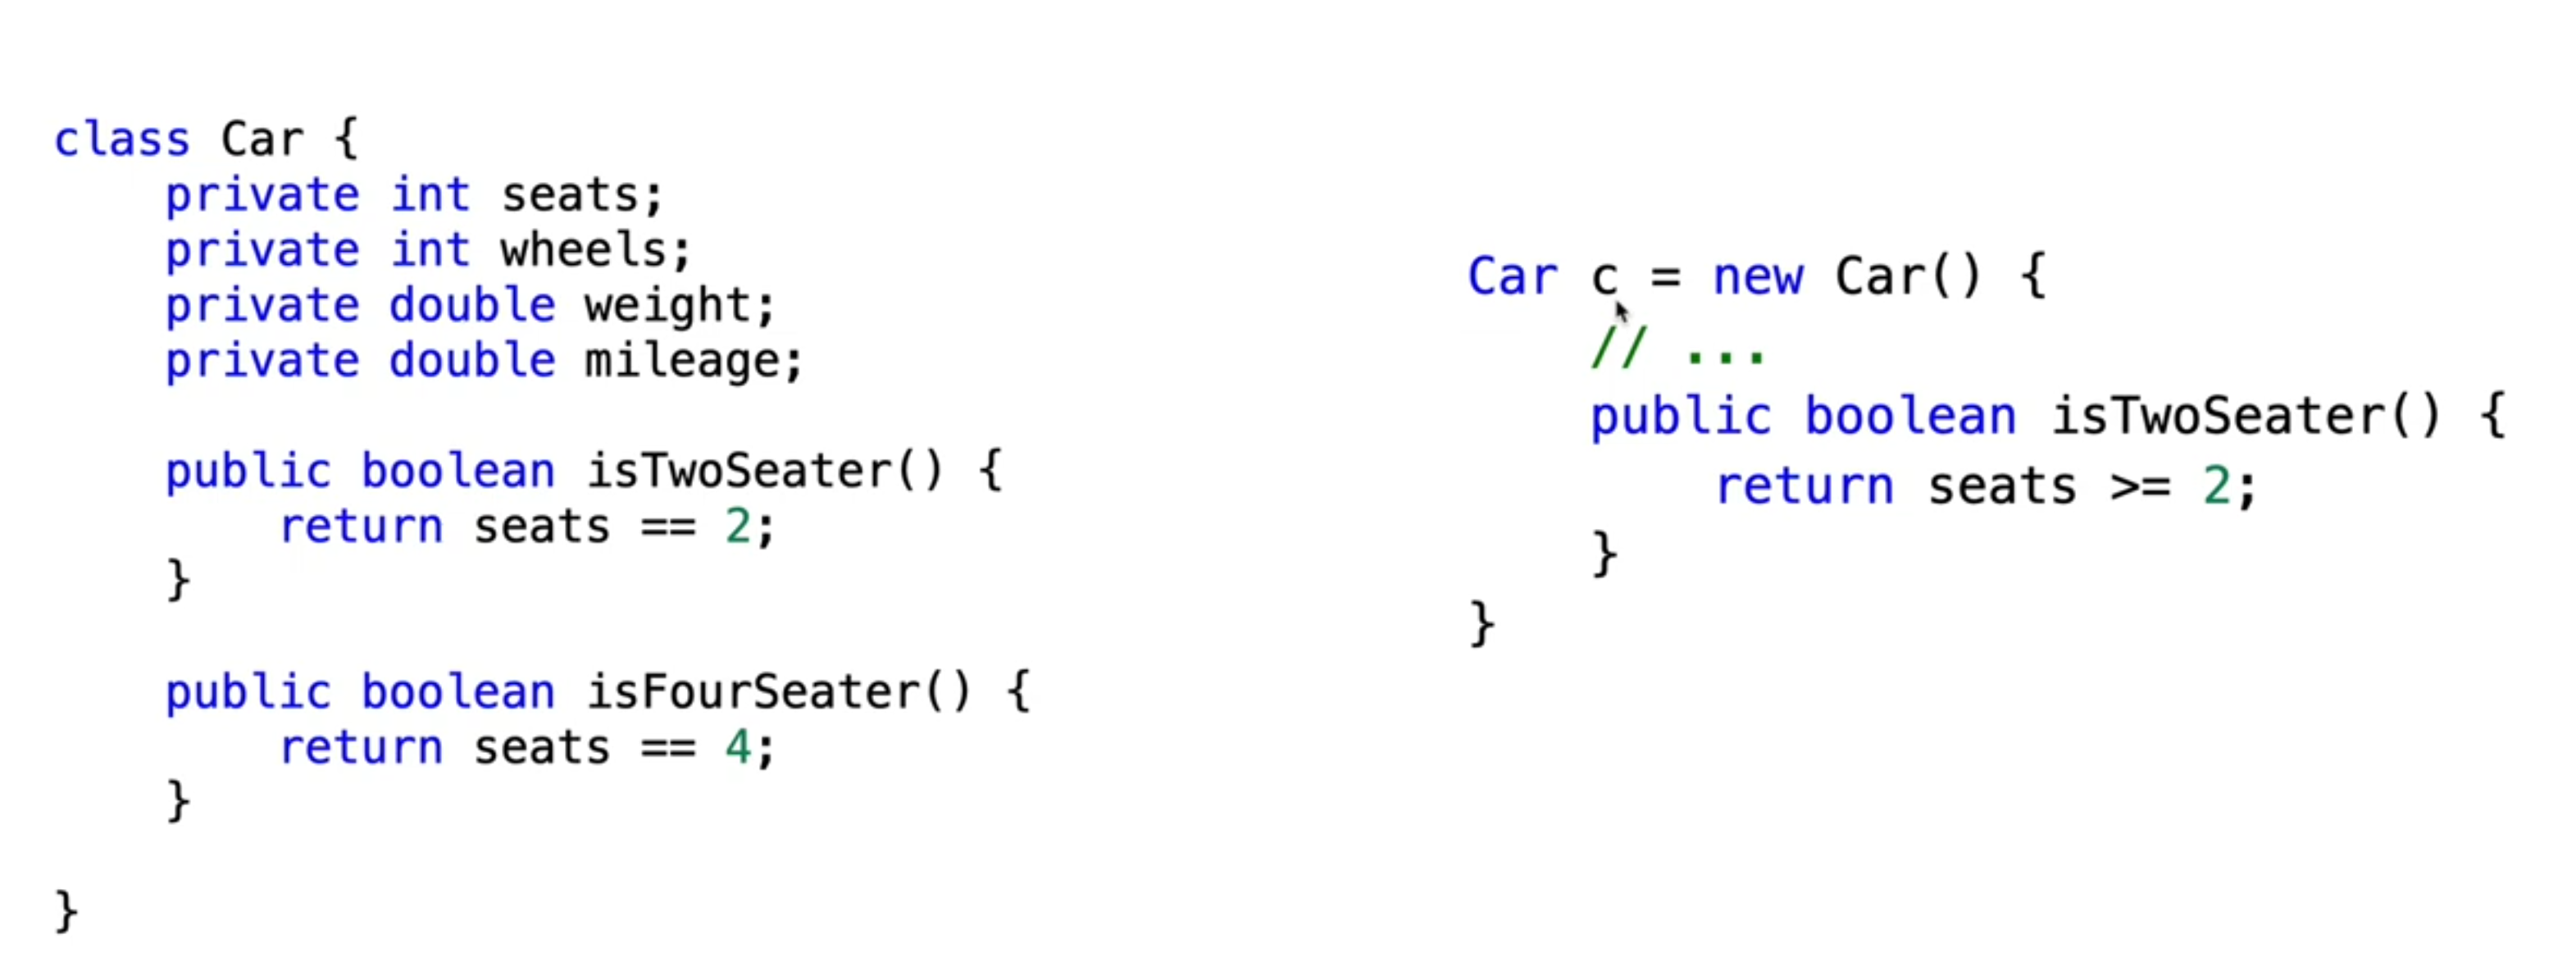 class Car {
    private int seats;
    private int wheels;
    private double weight;
    private double mileage;

    public boolean isTwoSeater() {
        return seats == 2;
    }

    public boolean isFourSeater() {
        return seats == 4;
    }

}

Car c = new Car() {
    // ...
    public boolean isTwoSeater() {
        return seats >= 2;
    }
}